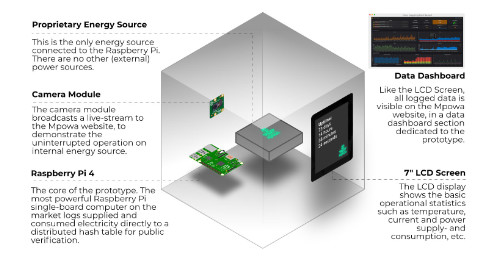 Proprietary Energy Source
This is the only energy source
connected to the Raspberry Pi.
There are no other (external)
power sources.
Camera Module
The camera module
broadcasts a live-stream to
the Mpowa website, to
demonstrate the
uninterrupted operation on
internal energy source.
Raspberry Pi 4
The core of the prototype. The
most powerful Raspberry Pi
single-board computer on the
market logs supplied and
consumed electricity directly to a
distributed hash table for public
verification.
Data Dashboard
Like the LCD Screen,
all logged data is
visible on the Mpowa
website, in a data
dashboard section
dedicated to the
prototype.
7" LCD Screen
The LCD display
shows the basic
operational statistics
such as temperature,
current and power
supply- and
consumption, etc.